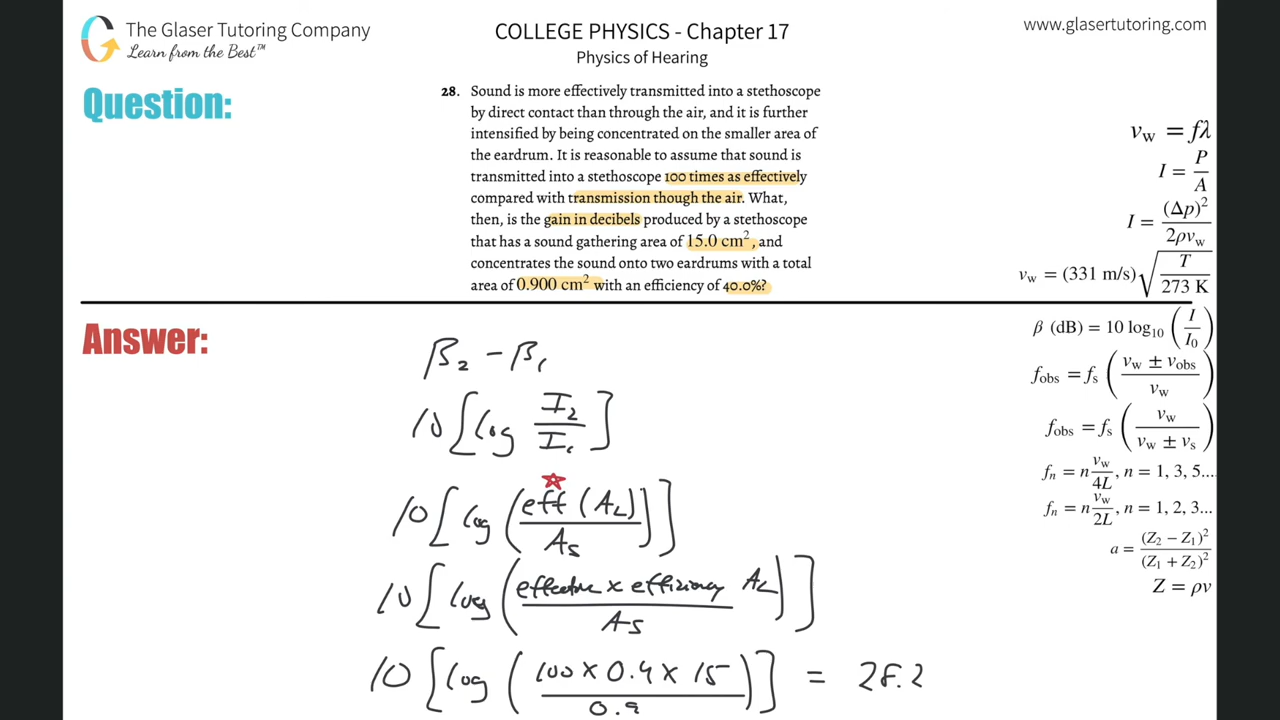 The Glaser Tutoring Company
Learn from the Best™
COLLEGE PHYSICS - Chapter 17
Physics of Hearing
www.glasertutoring.com
Question:
28. Sound is more effectively transmitted into a stethoscope
by direct contact than through the air, and it is further
intensified by being concentrated on the smaller area of
the eardrum. It is reasonable to assume that sound is
transmitted into a stethoscope 100 times as effectively
compared with transmission though the air. What,
then, is the gain in decibels produced by a stethoscope
that has a sound gathering area of 15.0 cm², and
concentrates the sound onto two eardrums with a total
area of 0.900 cm² with an efficiency of 40.0%?
v_w = fλ
I = P/A
I = (Δp)²/2ρv_w
v_w = (331 m/s)√(T/273 K)
β (dB) = 10 log₁₀ (I/I₀)
f_obs = f_s ((v_w ± v_obs)/v_w)
f_obs = f_s (v_w/(v_w ± v_s))
f_n = n v_w/4L, n = 1, 3, 5...
f_n = n v_w/2L, n = 1, 2, 3...
a = (Z₂ − Z₁)²/(Z₁ + Z₂)²
Z = ρv
Answer:
β₂ − β₁
10 [log I₂/I₁]
10 [log (eff (A_L)/A_s)]
10 [log (effective × efficiency A_L/A_s)]
10 [log (100 × 0.4 × 15/0.9)] = 28.2